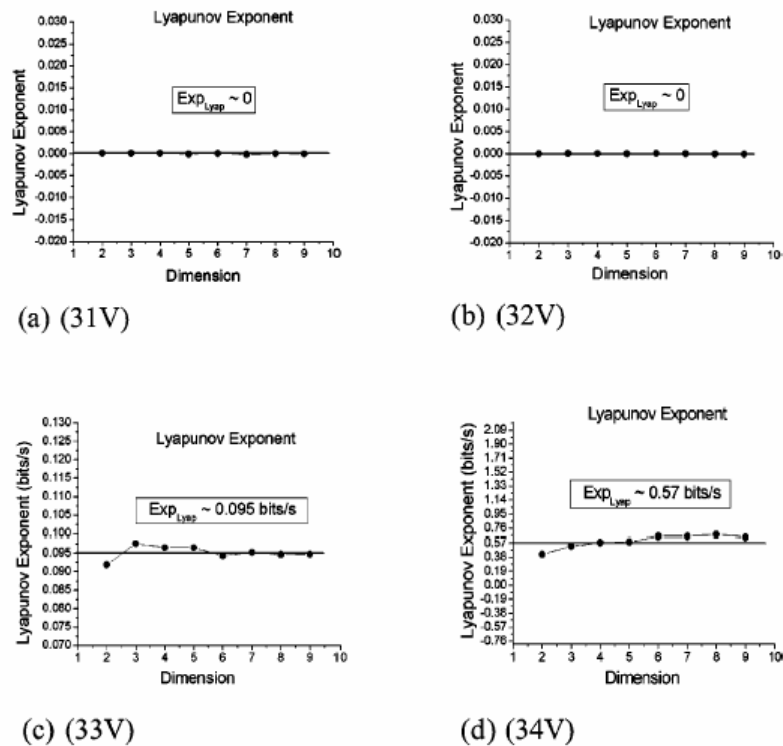 Lyapunov Exponent
Exp_Lyap ~ 0
Lyapunov Exponent
0.030
0.025
0.020
0.015
0.010
0.005
0.000
-0.005
-0.010
-0.015
-0.020
1 2 3 4 5 6 7 8 9 10
Dimension
(a) (31V)
Lyapunov Exponent
Exp_Lyap ~ 0
Lyapunov Exponent
0.030
0.025
0.020
0.015
0.010
0.005
0.000
-0.005
-0.010
-0.015
-0.020
1 2 3 4 5 6 7 8 9 10
Dimension
(b) (32V)
Lyapunov Exponent
Exp_Lyap ~ 0.095 bits/s
Lyapunov Exponent (bits/s)
0.130
0.125
0.120
0.115
0.110
0.105
0.100
0.095
0.090
0.085
0.080
0.075
0.070
1 2 3 4 5 6 7 8 9 10
Dimension
(c) (33V)
Lyapunov Exponent
Exp_Lyap ~ 0.57 bits/s
Lyapunov Exponent (bits/s)
2.09
1.90
1.71
1.52
1.33
1.14
0.95
0.76
0.57
0.38
0.19
0.00
-0.19
-0.38
-0.57
-0.76
1 2 3 4 5 6 7 8 9 10
Dimension
(d) (34V)